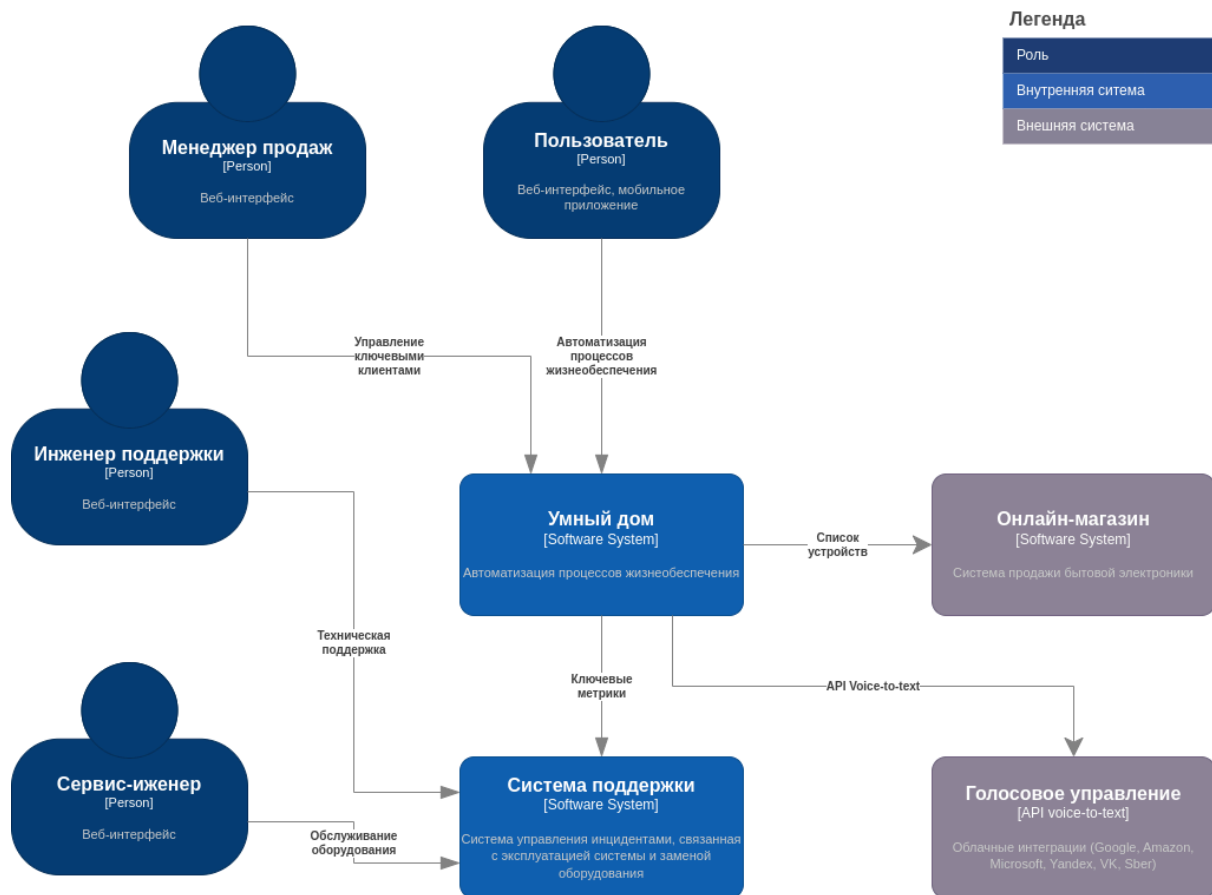 Легенда
Роль
Внутренняя ситема
Внешняя система
Менеджер продаж
[Person]
Веб-интерфейс
Пользователь
[Person]
Веб-интерфейс, мобильное
приложение
Управление
ключевыми
клиентами
Автоматизация
процессов
жизнеобеспечения
Инженер поддержки
[Person]
Веб-интерфейс
Умный дом
[Software System]
Автоматизация процессов жизнеобеспечения
Список
устройств
Онлайн-магазин
[Software System]
Система продажи бытовой электроники
Техническая
поддержка
Ключевые
метрики
API Voice-to-text
Сервис-иженер
[Person]
Веб-интерфейс
Обслуживание
оборудования
Система поддержки
[Software System]
Система управления инцидентами, связанная
с эксплуатацией системы и заменой
оборудования
Голосовое управление
[API voice-to-text]
Облачные интеграции (Google, Amazon,
Microsoft, Yandex, VK, Sber)